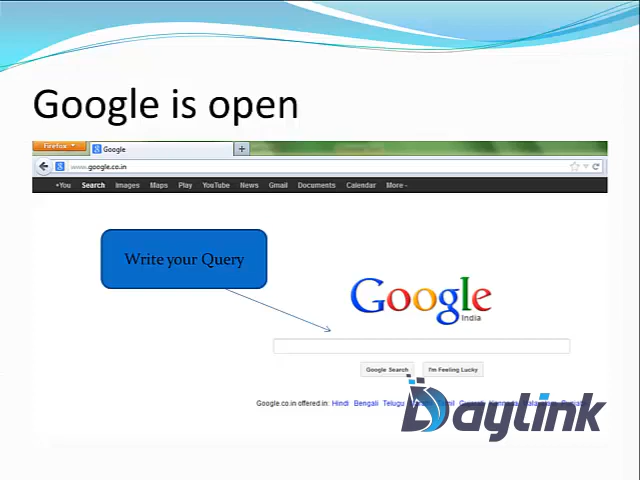 Google is open
Firefox
Google
www.google.co.in
+You Search Images Maps Play YouTube News Gmail Documents Calendar More
Write your Query
Google
India
Google Search I'm Feeling Lucky
Google.co.in offered in: Hindi Bengali Telugu
Daylink